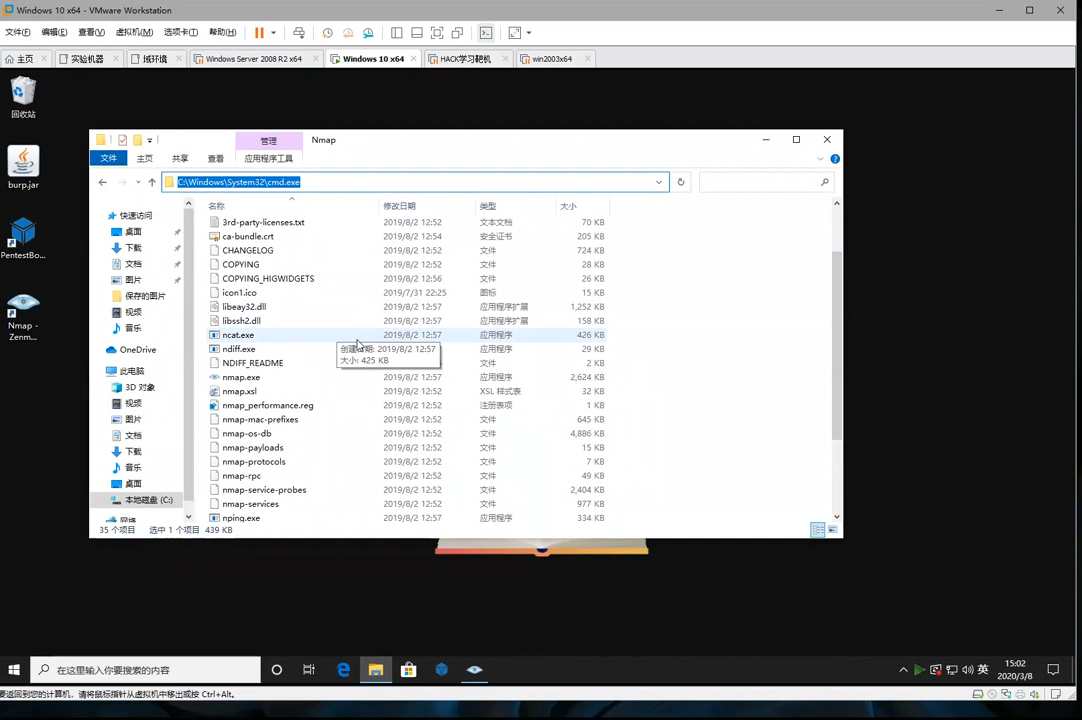 Windows 10 x64 - VMware Workstation
文件(F) 编辑(E) 查看(V) 虚拟机(M) 选项卡(T) 帮助(H)
主页 实验机器 域环境 Windows Server 2008 R2 x64 Windows 10 x64 HACK学习靶机 win2003x64
回收站
burp.jar
PentestBo...
Nmap -
Zenm...
管理 Nmap
文件 主页 共享 查看 应用程序工具
C:\Windows\System32\cmd.exe
名称 修改日期 类型 大小
快速访问
桌面
下载
文档
图片
保存的图片
视频
音乐
OneDrive
此电脑
3D 对象
视频
图片
文档
下载
音乐
桌面
本地磁盘 (C:)
网络
3rd-party-licenses.txt 2019/8/2 12:52 文本文档 70 KB
ca-bundle.crt 2019/8/2 12:54 安全证书 205 KB
CHANGELOG 2019/8/2 12:52 文件 724 KB
COPYING 2019/8/2 12:52 文件 28 KB
COPYING_HIGWIDGETS 2019/8/2 12:56 文件 26 KB
icon1.ico 2019/7/31 22:25 图标 15 KB
libeay32.dll 2019/8/2 12:57 应用程序扩展 1,252 KB
libssh2.dll 2019/8/2 12:57 应用程序扩展 158 KB
ncat.exe 2019/8/2 12:57 应用程序 426 KB
ndiff.exe 应用程序 29 KB
NDIFF_README 文件 2 KB
创建日期: 2019/8/2 12:57
大小: 425 KB
nmap.exe 2019/8/2 12:57 应用程序 2,624 KB
nmap.xsl 2019/8/2 12:52 XSL 样式表 32 KB
nmap_performance.reg 2019/8/2 12:52 注册表项 1 KB
nmap-mac-prefixes 2019/8/2 12:52 文件 645 KB
nmap-os-db 2019/8/2 12:52 文件 4,886 KB
nmap-payloads 2019/8/2 12:52 文件 15 KB
nmap-protocols 2019/8/2 12:52 文件 7 KB
nmap-rpc 2019/8/2 12:52 文件 49 KB
nmap-service-probes 2019/8/2 12:52 文件 2,404 KB
nmap-services 2019/8/2 12:52 文件 977 KB
nping.exe 2019/8/2 12:57 应用程序 334 KB
35 个项目 选中 1 个项目 439 KB
在这里输入你要搜索的内容
英 15:02
2020/3/8
要返回到您的计算机，请将鼠标指针从虚拟机中移出或按 Ctrl+Alt。